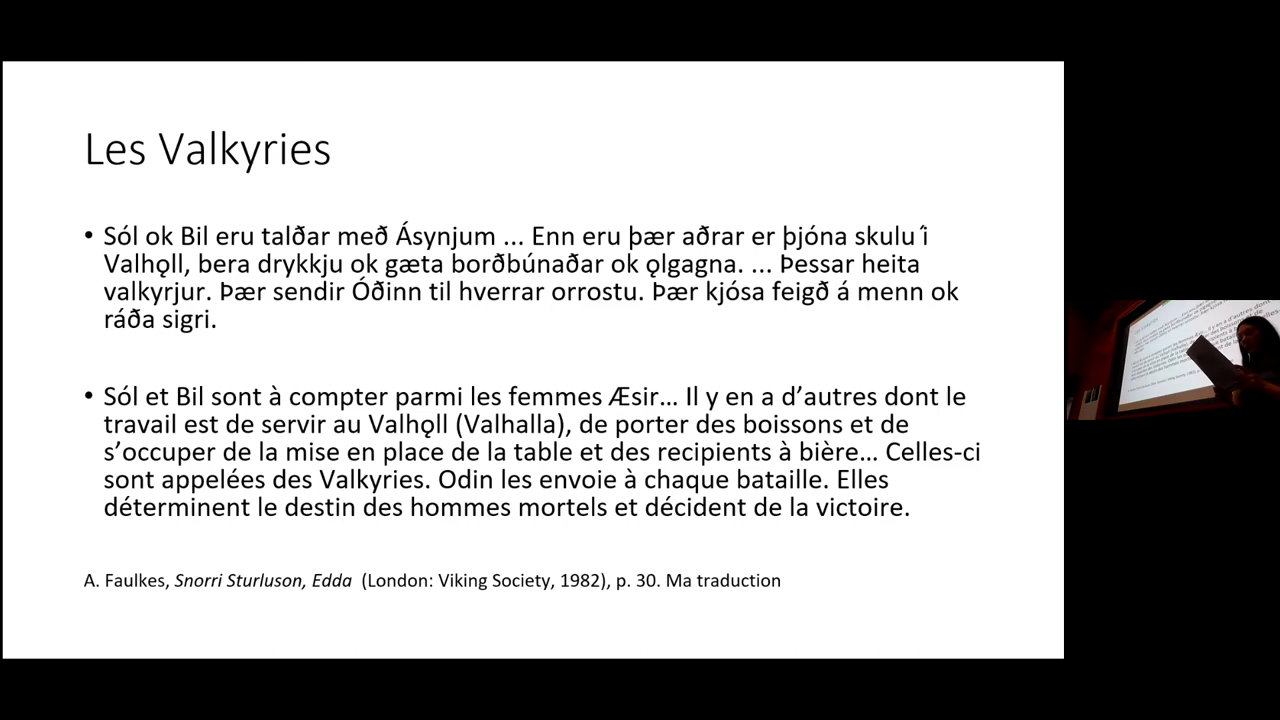 Les Valkyries
• Sól ok Bil eru talðar með Ásynjum ... Enn eru þær aðrar er þjóna skulu ́i
Valhǫll, bera drykkju ok gæta borðbúnaðar ok ǫlgagna. ... Þessar heita
valkyrjur. Þær sendir Óðinn til hverrar orrostu. Þær kjósa feigð á menn ok
ráða sigri.
• Sól et Bil sont à compter parmi les femmes Æsir… Il y en a d’autres dont le
travail est de servir au Valhǫll (Valhalla), de porter des boissons et de
s’occuper de la mise en place de la table et des recipients à bière… Celles-ci
sont appelées des Valkyries. Odin les envoie à chaque bataille. Elles
déterminent le destin des hommes mortels et décident de la victoire.
A. Faulkes, Snorri Sturluson, Edda (London: Viking Society, 1982), p. 30. Ma traduction